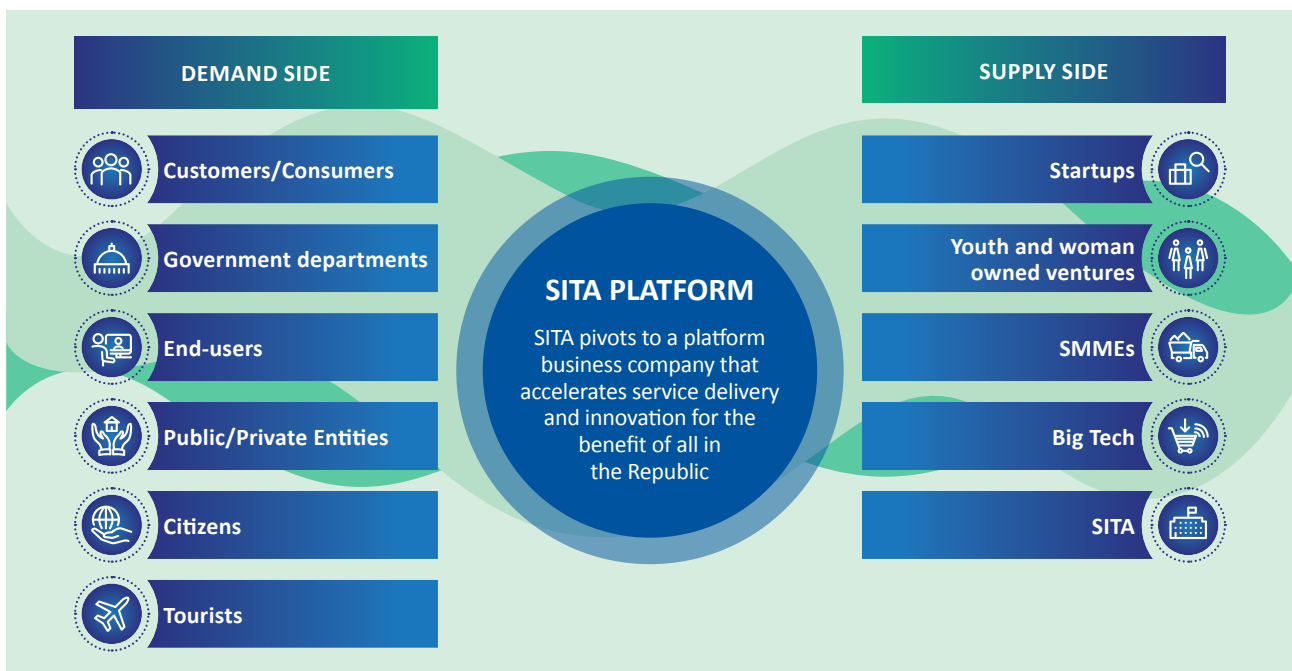 DEMAND SIDE
Customers/Consumers
Government departments
End-users
Public/Private Entities
Citizens
Tourists
SITA PLATFORM
SITA pivots to a platform
business company that
accelerates service delivery
and innovation for the
benefit of all in
the Republic
SUPPLY SIDE
Startups
Youth and woman
owned ventures
SMMEs
Big Tech
SITA